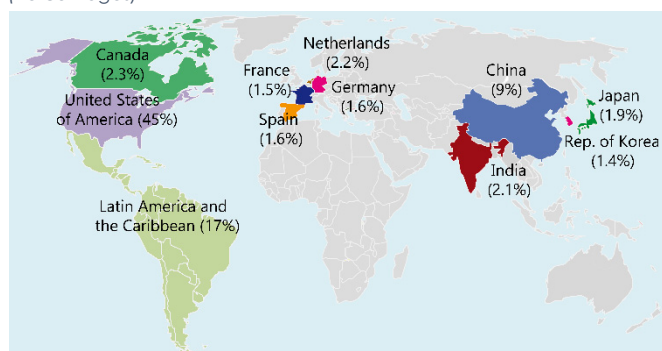 Canada
(2.3%)
United States
of America (45%)
Latin America and
the Caribbean (17%)
Netherlands
(2.2%)
France
(1.5%)
Germany
(1.6%)
Spain
(1.6%)
China
(9%)
Japan
(1.9%)
Rep. of Korea
(1.4%)
India
(2.1%)